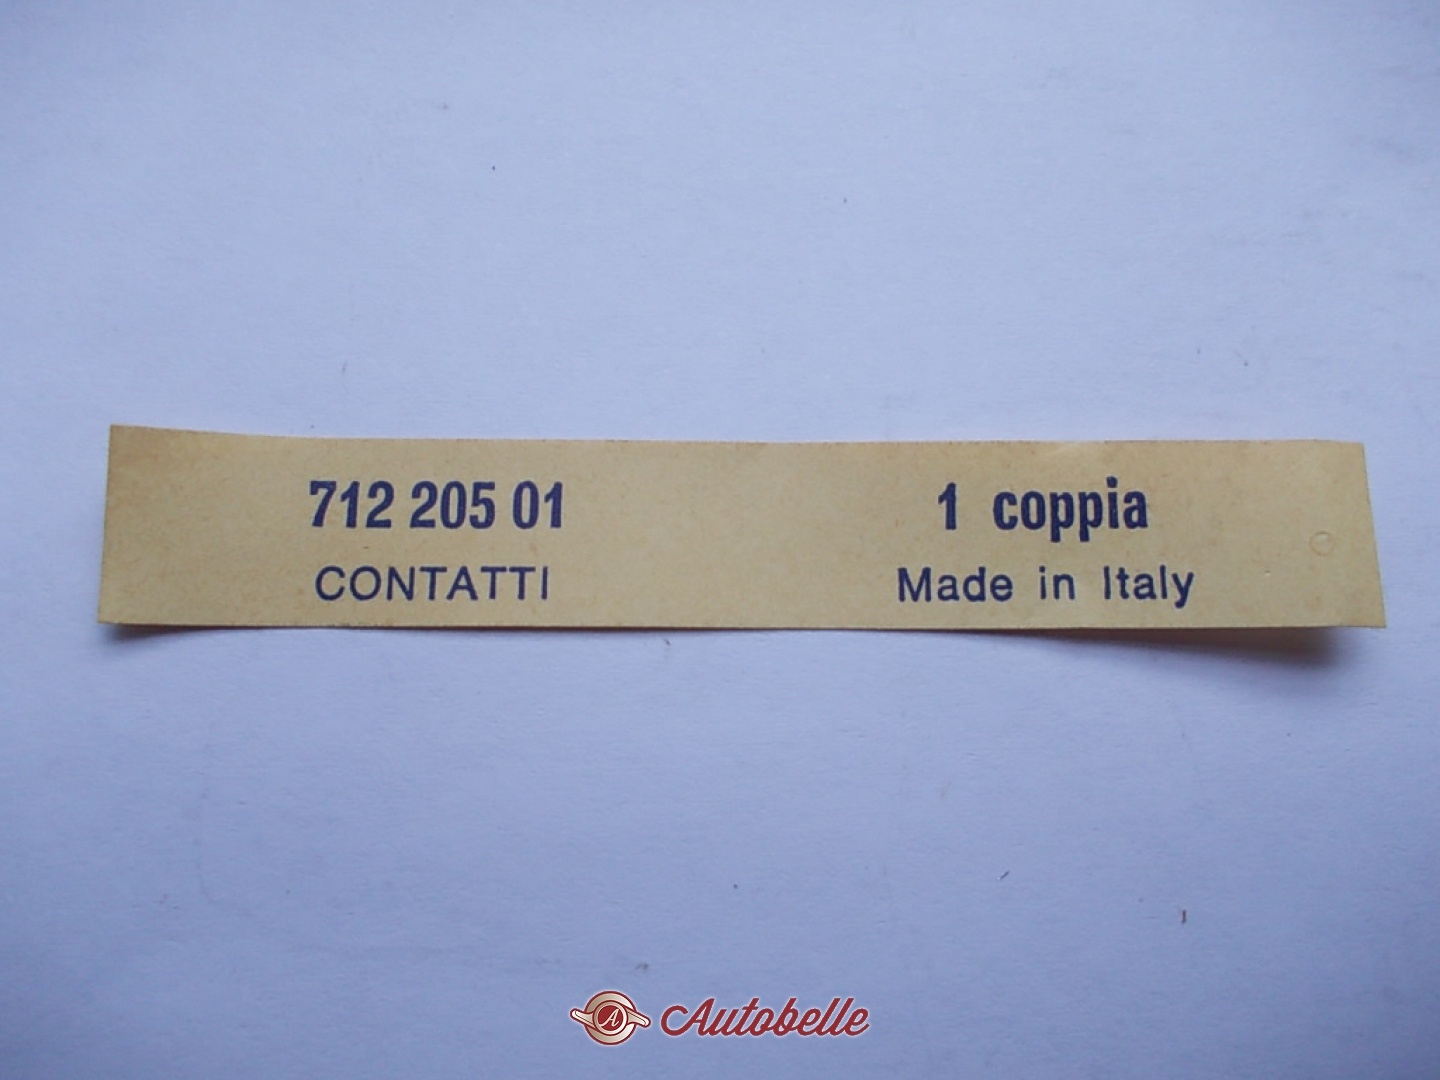 712 205 01 1 coppia
CONTATTI Made in Italy
A Autobelle